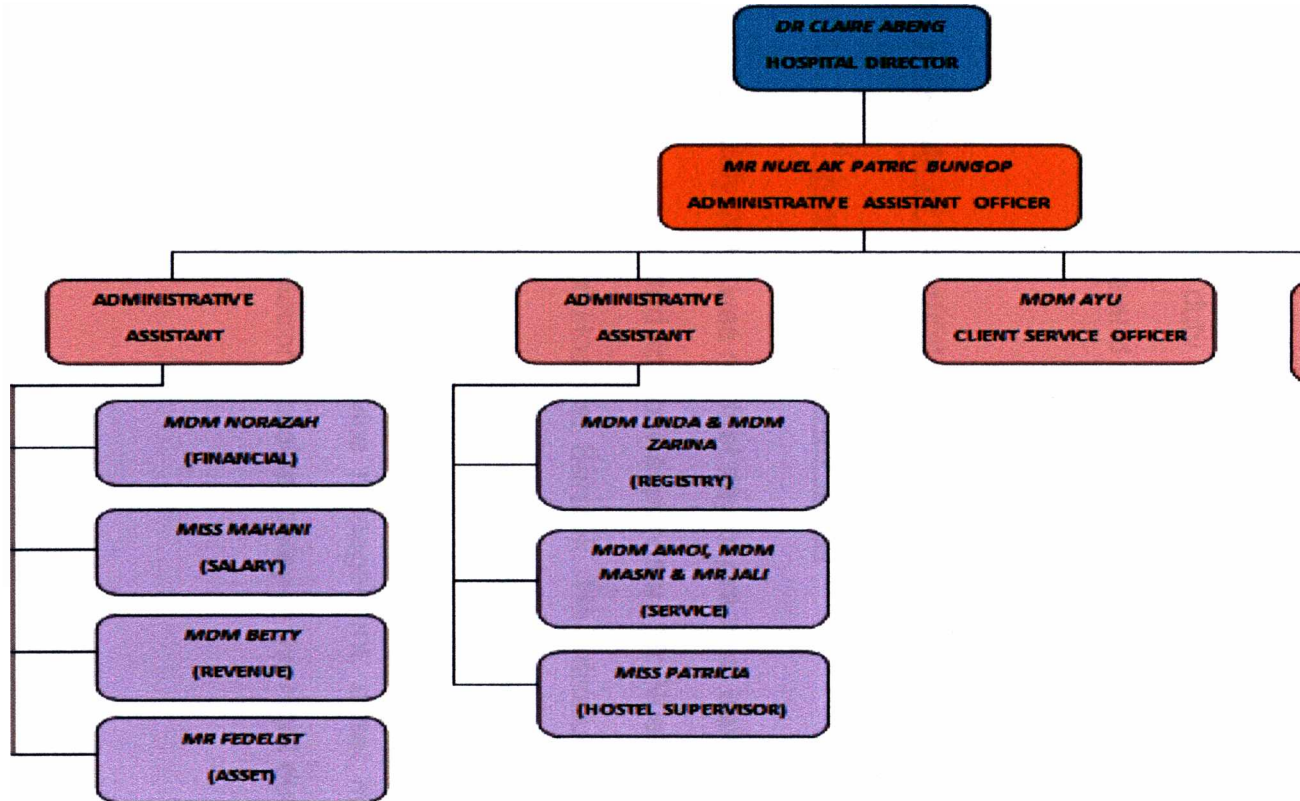 DR CLAIRE ABENG
HOSPITAL DIRECTOR
MR NUEL AK PATRIC BUNGOP
ADMINISTRATIVE ASSISTANT OFFICER
ADMINISTRATIVE
ASSISTANT
MDM NORAZAH
(FINANCIAL)
MISS MAHANI
(SALARY)
MDM BETTY
(REVENUE)
MR FEDELIST
(ASSET)
ADMINISTRATIVE
ASSISTANT
MDM LINDA & MDM
ZARINA
(REGISTRY)
MDM AMOI, MDM
MASNI & MR JALI
(SERVICE)
MISS PATRICIA
(HOSTEL SUPERVISOR)
MDM AYU
CLIENT SERVICE OFFICER